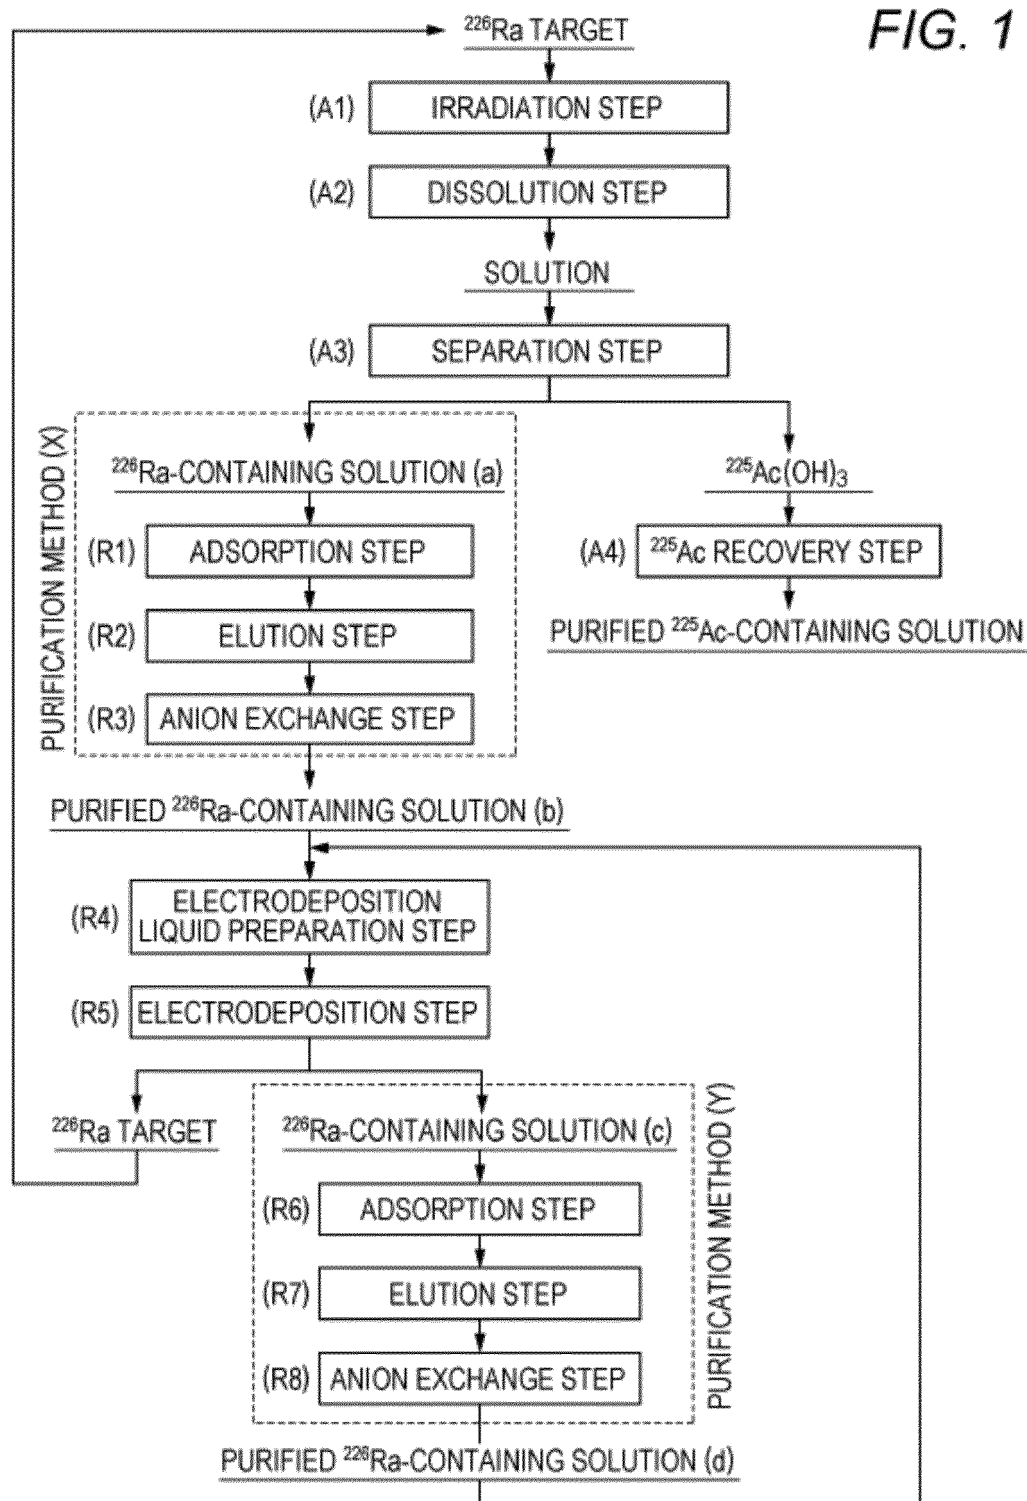 FIG. 1
²²⁶Ra TARGET
(A1) IRRADIATION STEP
(A2) DISSOLUTION STEP
SOLUTION
(A3) SEPARATION STEP
PURIFICATION METHOD (X)
²²⁶Ra-CONTAINING SOLUTION (a)
(R1) ADSORPTION STEP
(R2) ELUTION STEP
(R3) ANION EXCHANGE STEP
²²⁵Ac(OH)₃
(A4) ²²⁵Ac RECOVERY STEP
PURIFIED ²²⁵Ac-CONTAINING SOLUTION
PURIFIED ²²⁶Ra-CONTAINING SOLUTION (b)
(R4) ELECTRODEPOSITION
LIQUID PREPARATION STEP
(R5) ELECTRODEPOSITION STEP
²²⁶Ra TARGET
²²⁶Ra-CONTAINING SOLUTION (c)
(R6) ADSORPTION STEP
(R7) ELUTION STEP
(R8) ANION EXCHANGE STEP
PURIFICATION METHOD (Y)
PURIFIED ²²⁶Ra-CONTAINING SOLUTION (d)